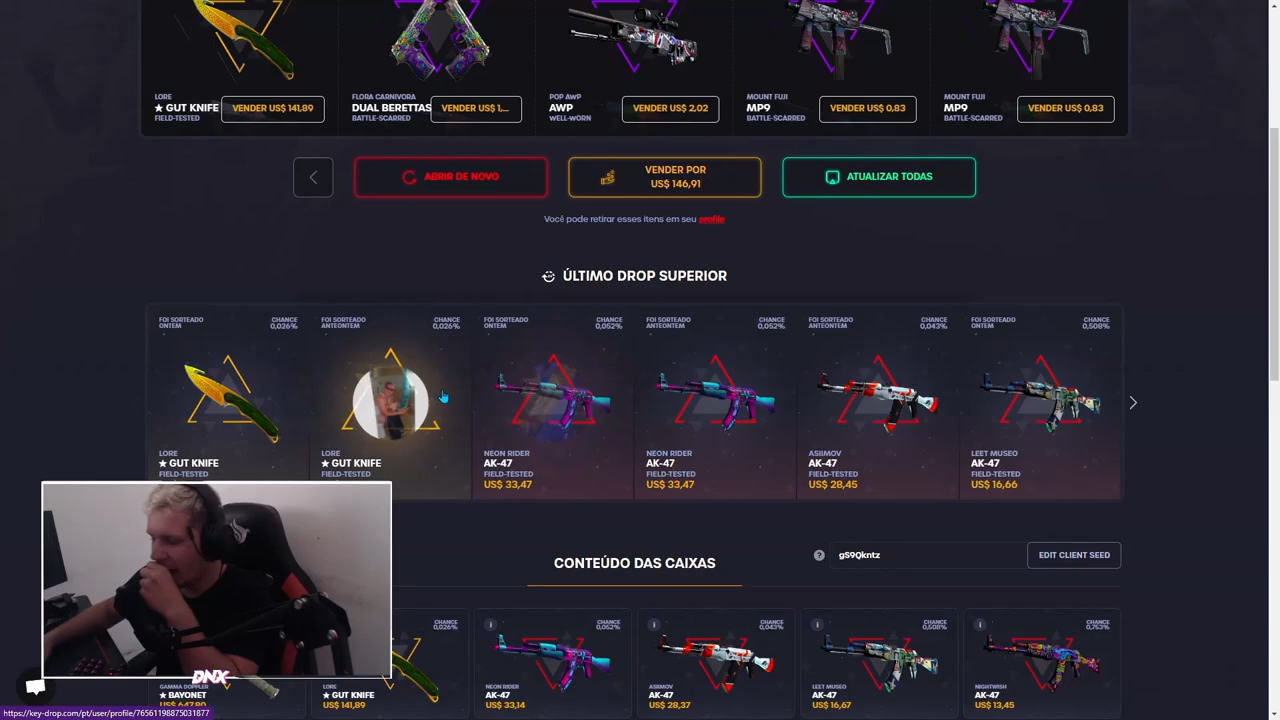 LORE
★ GUT KNIFE
FIELD-TESTED
VENDER US$ 141,89
FLORA CARNIVORA
DUAL BERETTAS
BATTLE-SCARRED
VENDER US$ 1,...
POP AWP
AWP
WELL-WORN
VENDER US$ 2,02
MOUNT FUJI
MP9
BATTLE-SCARRED
VENDER US$ 0,83
MOUNT FUJI
MP9
BATTLE-SCARRED
VENDER US$ 0,83
ABRIR DE NOVO
VENDER POR
US$ 146,91
ATUALIZAR TODAS
Você pode retirar esses itens em seu profile
ÚLTIMO DROP SUPERIOR
FOI SORTEADO
ONTEM
CHANCE
0,026%
LORE
★ GUT KNIFE
FIELD-TESTED
FOI SORTEADO
ANTEONTEM
CHANCE
0,026%
LORE
★ GUT KNIFE
FIELD-TESTED
FOI SORTEADO
ONTEM
CHANCE
0,052%
NEON RIDER
AK-47
FIELD-TESTED
US$ 33,47
FOI SORTEADO
ANTEONTEM
CHANCE
0,052%
NEON RIDER
AK-47
FIELD-TESTED
US$ 33,47
FOI SORTEADO
ANTEONTEM
CHANCE
0,043%
ASIIMOV
AK-47
FIELD-TESTED
US$ 28,45
FOI SORTEADO
ONTEM
CHANCE
0,508%
LEET MUSEO
AK-47
FIELD-TESTED
US$ 16,66
CONTEÚDO DAS CAIXAS
gS9Qkntz
EDIT CLIENT SEED
DNX
GAMMA DOPPLER
★ BAYONET
US$ 647,80
CHANCE
0,026%
LORE
★ GUT KNIFE
US$ 141,89
CHANCE
0,052%
NEON RIDER
AK-47
US$ 33,14
CHANCE
0,043%
ASIIMOV
AK-47
US$ 28,37
CHANCE
0,508%
LEET MUSEO
AK-47
US$ 16,67
CHANCE
0,753%
NIGHTWISH
AK-47
US$ 13,45
https://key-drop.com/pt/user/profile/76561198875031877